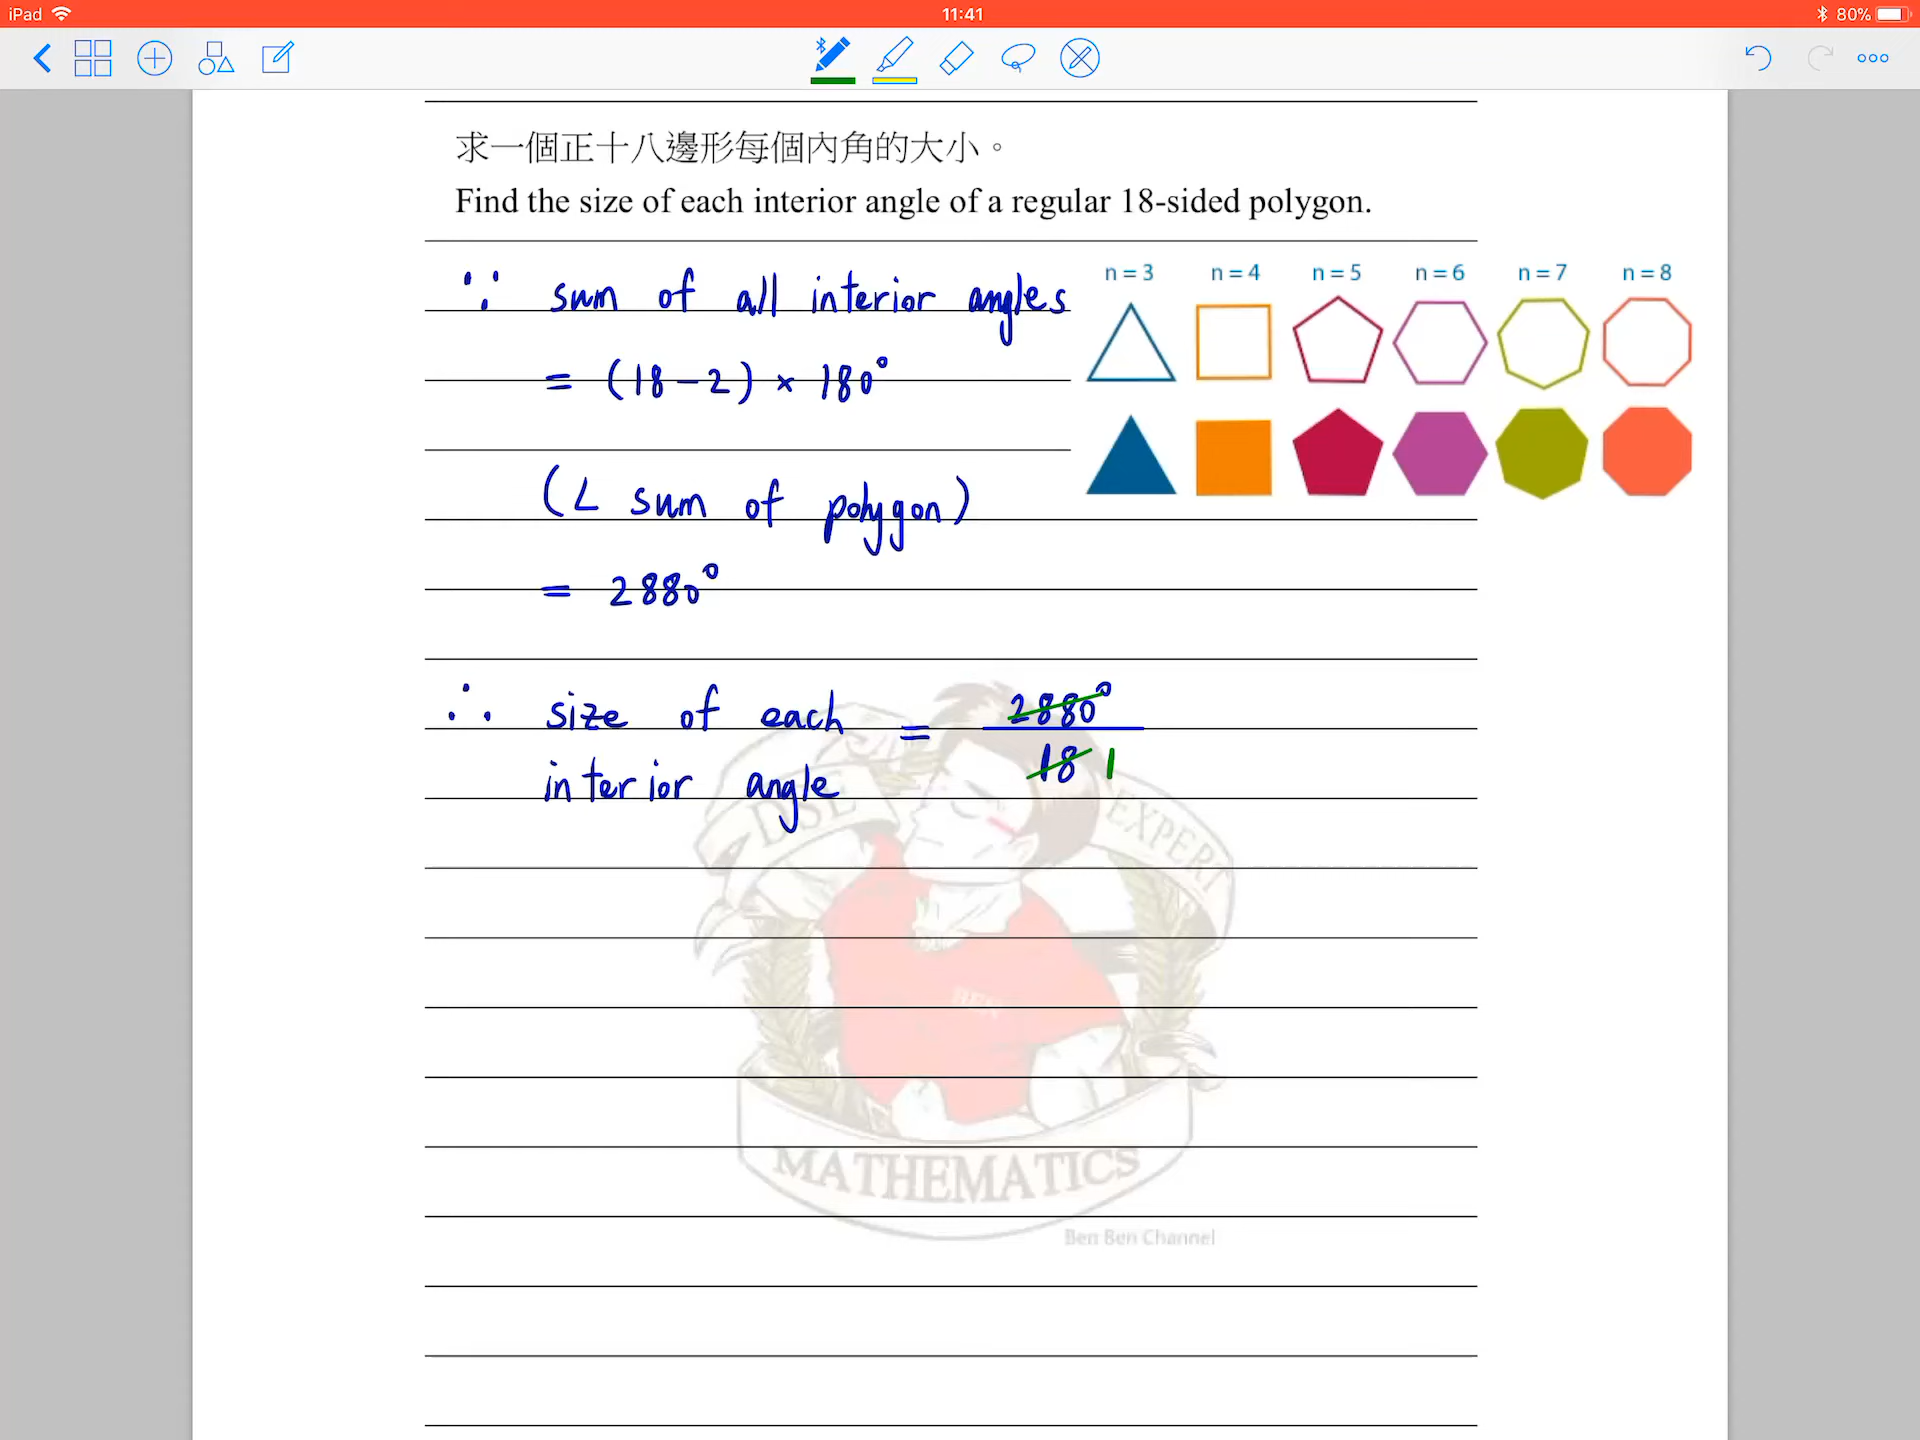 iPad 11:41 80%
求一個正十八邊形每個內角的大小。
Find the size of each interior angle of a regular 18-sided polygon.
∵ sum of all interior angles
= (18-2) × 180°
(∠ sum of polygon)
= 2880°
n=3 n=4 n=5 n=6 n=7 n=8
∴ size of each interior angle = 2880° / 18 1
DSE EXPERT
MATHEMATICS
Ben Ben Channel